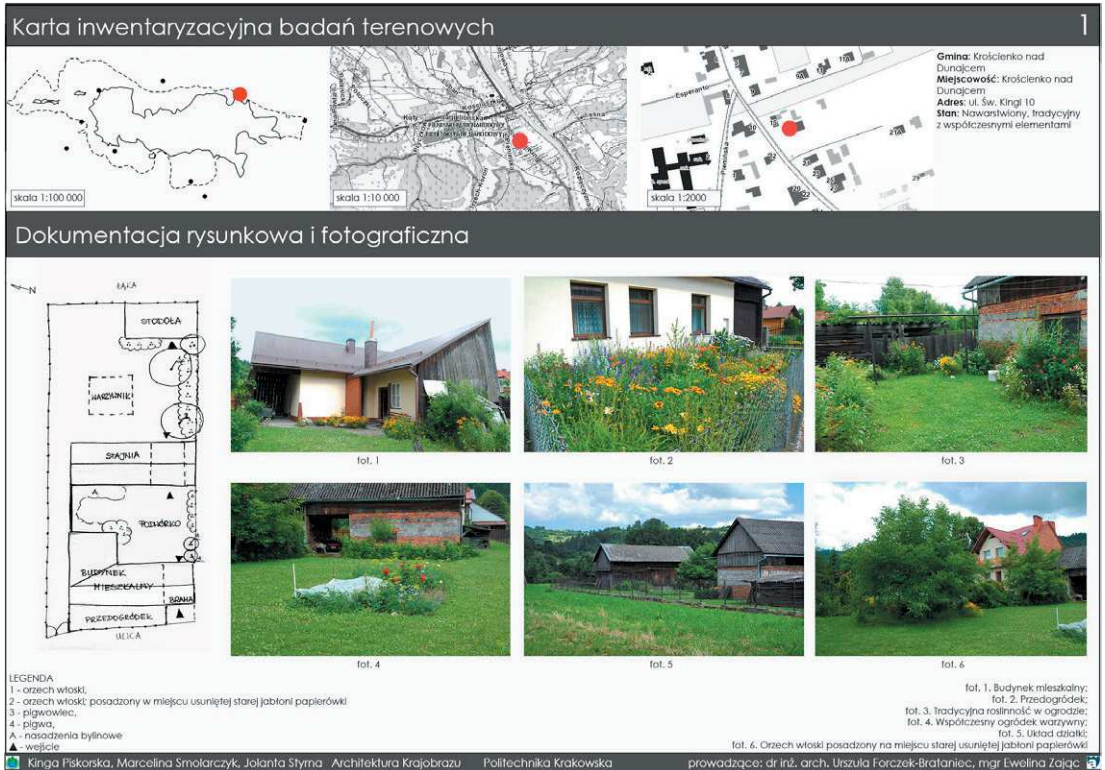 Karta inwentaryzacyjna badań terenowych
1
Gmina: Krościenko nad
Dunajcem
Miejscowość: Krościenko nad
Dunajcem
Adres: ul. Św. Kingi 10
Stan: Nawarstwiony, tradycyjny
z współczesnymi elementami
Esperanto
Pienińska
skala 1:100 000
skala 1:10 000
skala 1:2000
Dokumentacja rysunkowa i fotograficzna
N
ŁĄKA
STODOŁA
WARZYWNIK
STAJNIA
A
PODWÓRKO
BUDYNEK
MIESZKALNY
BRAMA
PRZEDOGRÓDEK
ULICA
fot. 1
fot. 2
fot. 3
fot. 4
fot. 5
fot. 6
LEGENDA
1 - orzech włoski,
2 - orzech włoski; posadzony w miejscu usuniętej starej jabłoni papierówki
3 - pigwowiec,
4 - pigwa,
A - nasadzenia bylinowe
▲ - wejście
fot. 1. Budynek mieszkalny;
fot. 2. Przedogródek;
fot. 3. Tradycyjna roślinność w ogrodzie;
fot. 4. Współczesny ogródek warzywny;
fot. 5. Układ działki;
fot. 6. Orzech włoski posadzony na miejscu starej usuniętej jabłoni papierówki
Kinga Piskorska, Marcelina Smolarczyk, Jolanta Styrna Architektura Krajobrazu Politechnika Krakowska prowadzące: dr inż. arch. Urszula Forczek-Brataniec, mgr Ewelina Zając